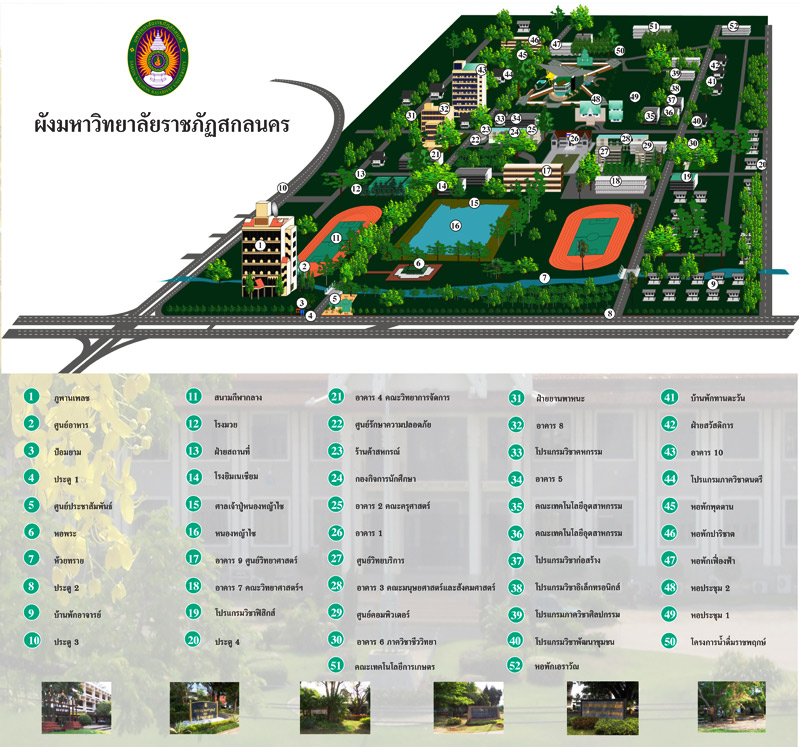 ผังมหาวิทยาลัยราชภัฏสกลนคร
1 ภูพานเพลซ
2 ศูนย์อาหาร
3 ป้อมยาม
4 ประตู 1
5 ศูนย์ประชาสัมพันธ์
6 หอพระ
7 ห้วยทราย
8 ประตู 2
9 บ้านพักอาจารย์
10 ประตู 3
11 สนามกีฬากลาง
12 โรงมวย
13 ฝ่ายสถานที่
14 โรงยิมเนเซียม
15 ศาลเจ้าปู่หนองหญ้าไซ
16 หนองหญ้าไซ
17 อาคาร 9 ศูนย์วิทยาศาสตร์
18 อาคาร 7 คณะวิทยาศาสตร์ฯ
19 โปรแกรมวิชาฟิสิกส์
20 ประตู 4
21 อาคาร 4 คณะวิทยาการจัดการ
22 ศูนย์รักษาความปลอดภัย
23 ร้านค้าสหกรณ์
24 กองกิจการนักศึกษา
25 อาคาร 2 คณะครุศาสตร์
26 อาคาร 1
27 ศูนย์วิทยบริการ
28 อาคาร 3 คณะมนุษยศาสตร์และสังคมศาสตร์
29 ศูนย์คอมพิวเตอร์
30 อาคาร 6 ภาควิชาชีววิทยา
51 คณะเทคโนโลยีการเกษตร
31 ฝ่ายยานพาหนะ
32 อาคาร 8
33 โปรแกรมวิชาคหกรรม
34 อาคาร 5
35 คณะเทคโนโลยีอุตสาหกรรม
36 คณะเทคโนโลยีอุตสาหกรรม
37 โปรแกรมวิชาก่อสร้าง
38 โปรแกรมวิชาอิเล็กทรอนิกส์
39 โปรแกรมภาควิชาศิลปกรรม
40 โปรแกรมวิชาพัฒนาชุมชน
52 หอพักเอราวัณ
41 บ้านพักทานตะวัน
42 ฝ่ายสวัสดิการ
43 อาคาร 10
44 โปรแกรมภาควิชาดนตรี
45 หอพักพุดตาน
46 หอพักปาริชาต
47 หอพักเฟื่องฟ้า
48 หอประชุม 2
49 หอประชุม 1
50 โครงการน้ำดื่มราชพฤกษ์